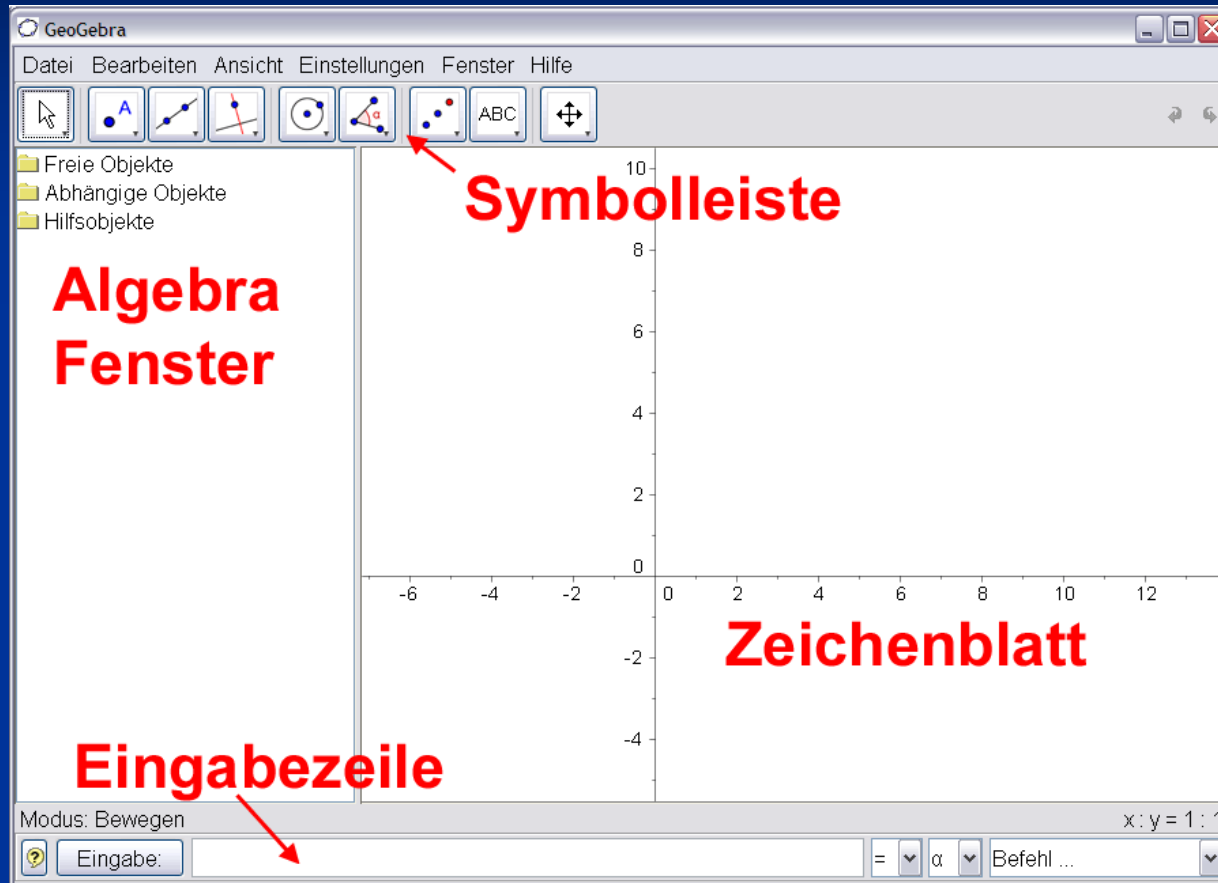 GeoGebra
Datei Bearbeiten Ansicht Einstellungen Fenster Hilfe
A
α
ABC
Freie Objekte
Abhängige Objekte
Hilfsobjekte
Symbolleiste
Algebra
Fenster
10
8
6
4
2
0
-6 -4 -2 0 2 4 6 8 10 12
Zeichenblatt
-2
-4
Eingabezeile
Modus: Bewegen x : y = 1 : 1
? Eingabe: = α Befehl ...